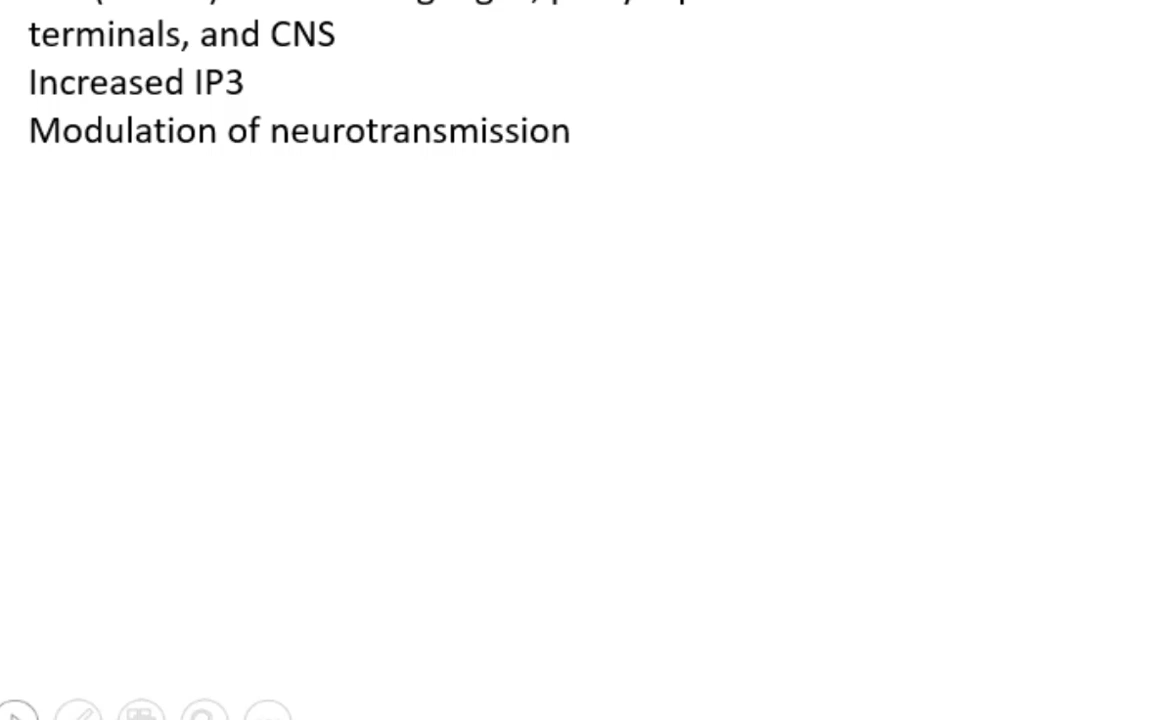 terminals, and CNS
Increased IP3
Modulation of neurotransmission